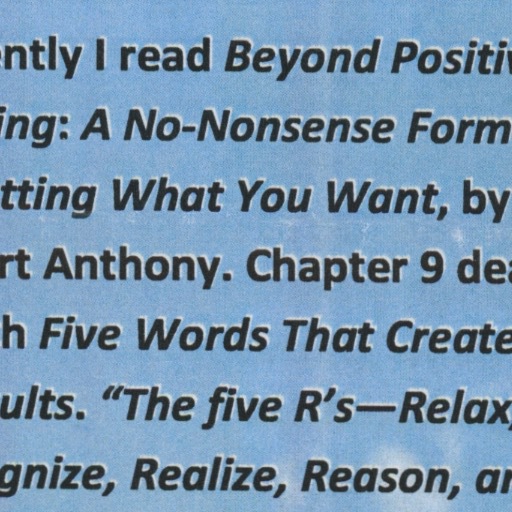 ently I read Beyond Positiv
ing: A No-Nonsense Form
tting What You Want, by
rt Anthony. Chapter 9 dea
h Five Words That Create
ults. “The five R’s—Relax,
gnize, Realize, Reason, an